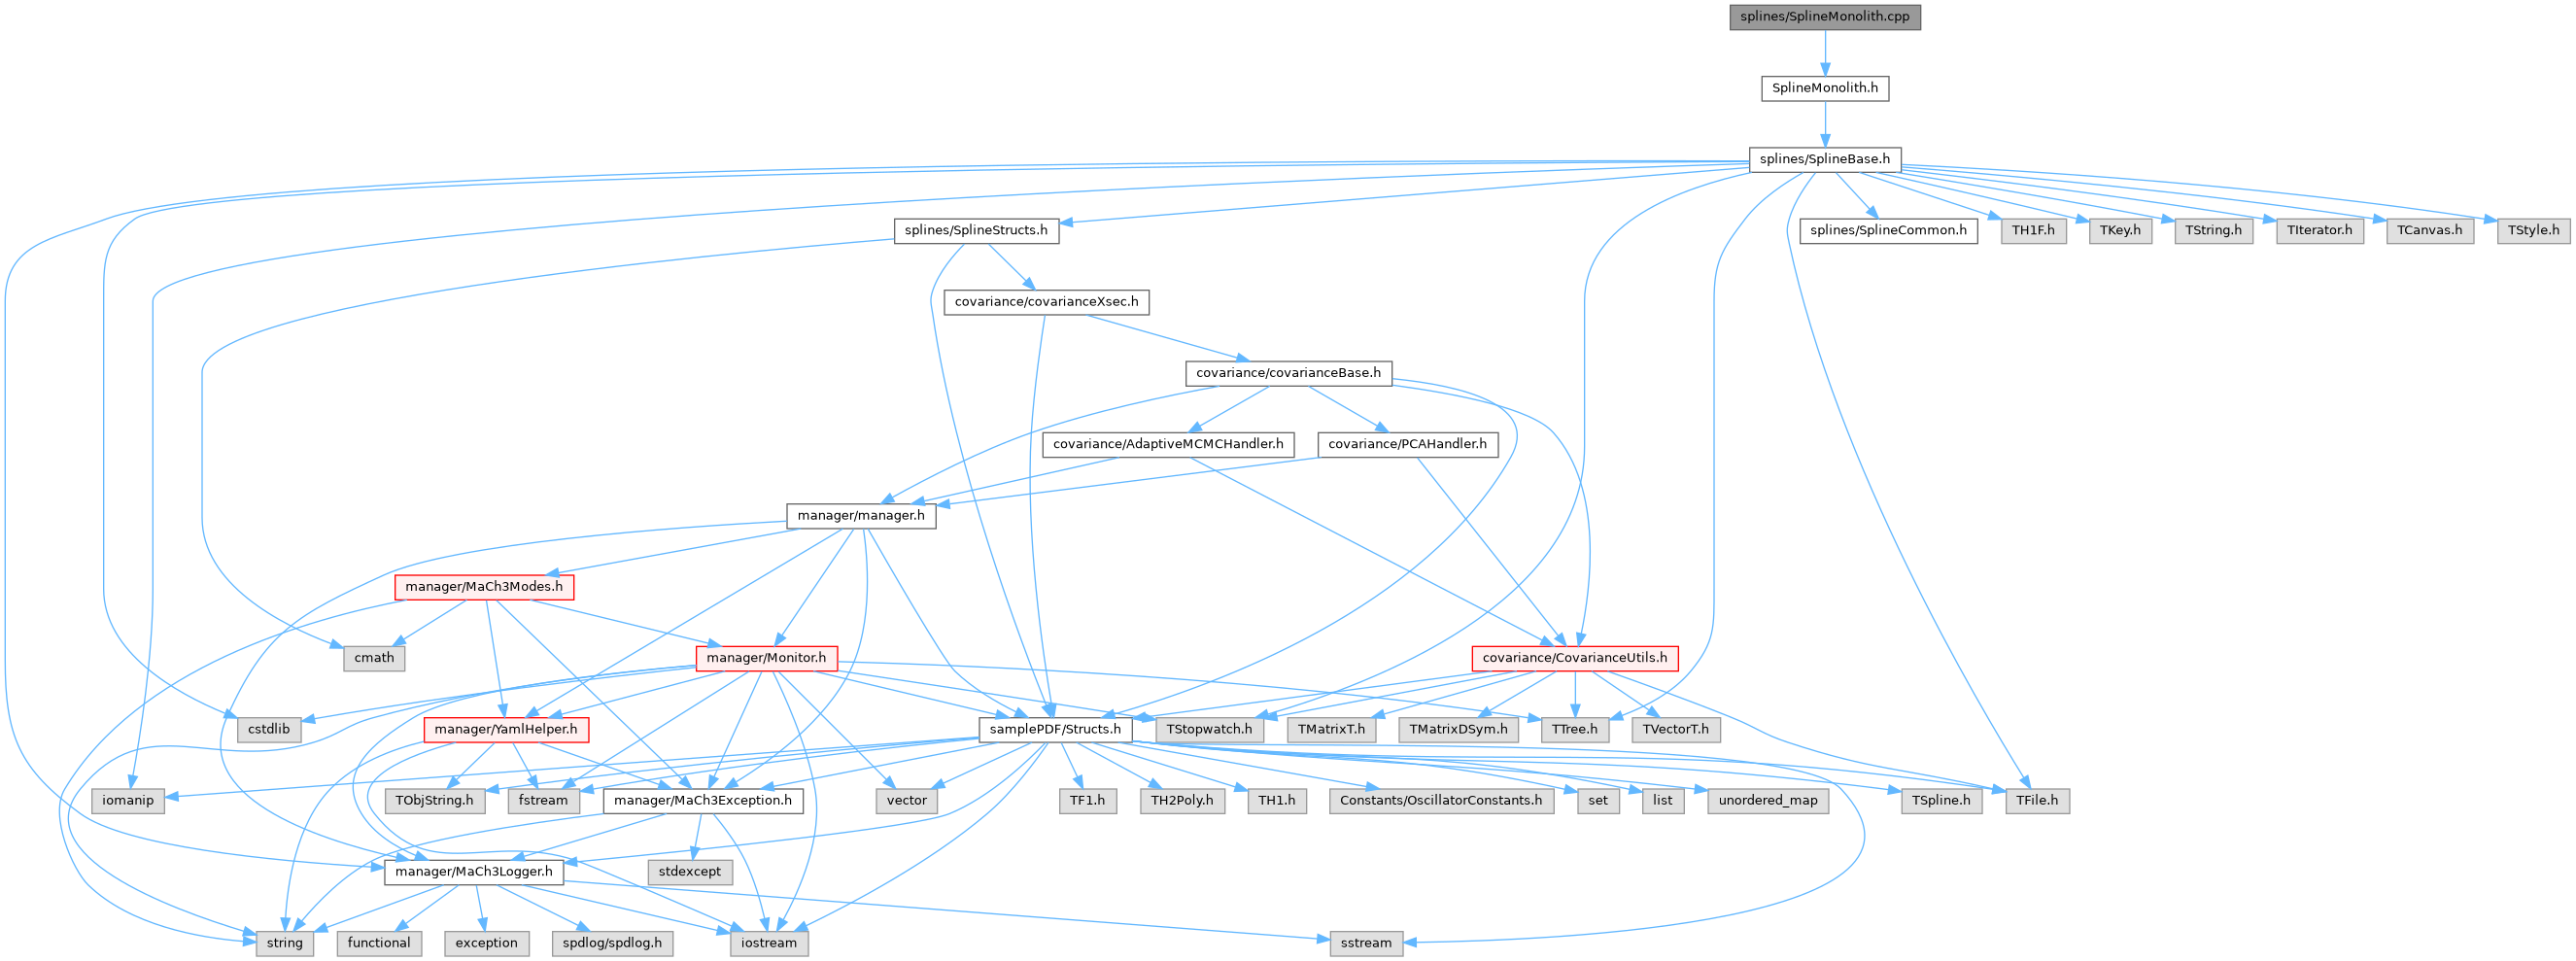 splines/SplineMonolith.cpp
SplineMonolith.h
splines/SplineBase.h
splines/SplineStructs.h
splines/SplineCommon.h
TH1F.h
TKey.h
TString.h
TIterator.h
TCanvas.h
TStyle.h
covariance/covarianceXsec.h
covariance/covarianceBase.h
covariance/AdaptiveMCMCHandler.h
covariance/PCAHandler.h
manager/manager.h
manager/MaCh3Modes.h
cmath
manager/Monitor.h
covariance/CovarianceUtils.h
cstdlib
manager/YamlHelper.h
samplePDF/Structs.h
TStopwatch.h
TMatrixT.h
TMatrixDSym.h
TTree.h
TVectorT.h
iomanip
TObjString.h
fstream
manager/MaCh3Exception.h
vector
TF1.h
TH2Poly.h
TH1.h
Constants/OscillatorConstants.h
set
list
unordered_map
TSpline.h
TFile.h
manager/MaCh3Logger.h
stdexcept
string
functional
exception
spdlog/spdlog.h
iostream
sstream